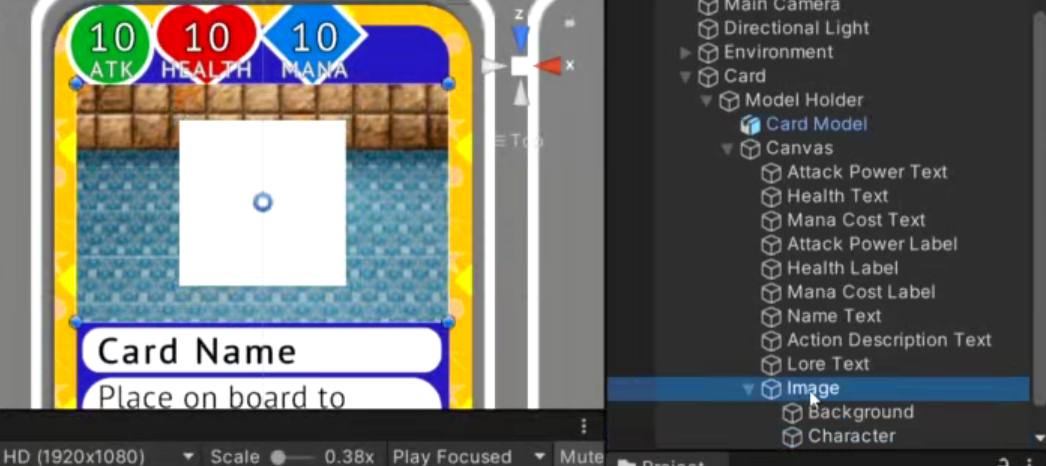 10
10
10
ATK
HEALTH
MANA
z
x
Top
Card Name
Place on board to
HD (1920x1080)
Scale
0.38x
Play Focused
Mute
Main Camera
Directional Light
Environment
Card
Model Holder
Card Model
Canvas
Attack Power Text
Health Text
Mana Cost Text
Attack Power Label
Health Label
Mana Cost Label
Name Text
Action Description Text
Lore Text
Image
Background
Character
Project